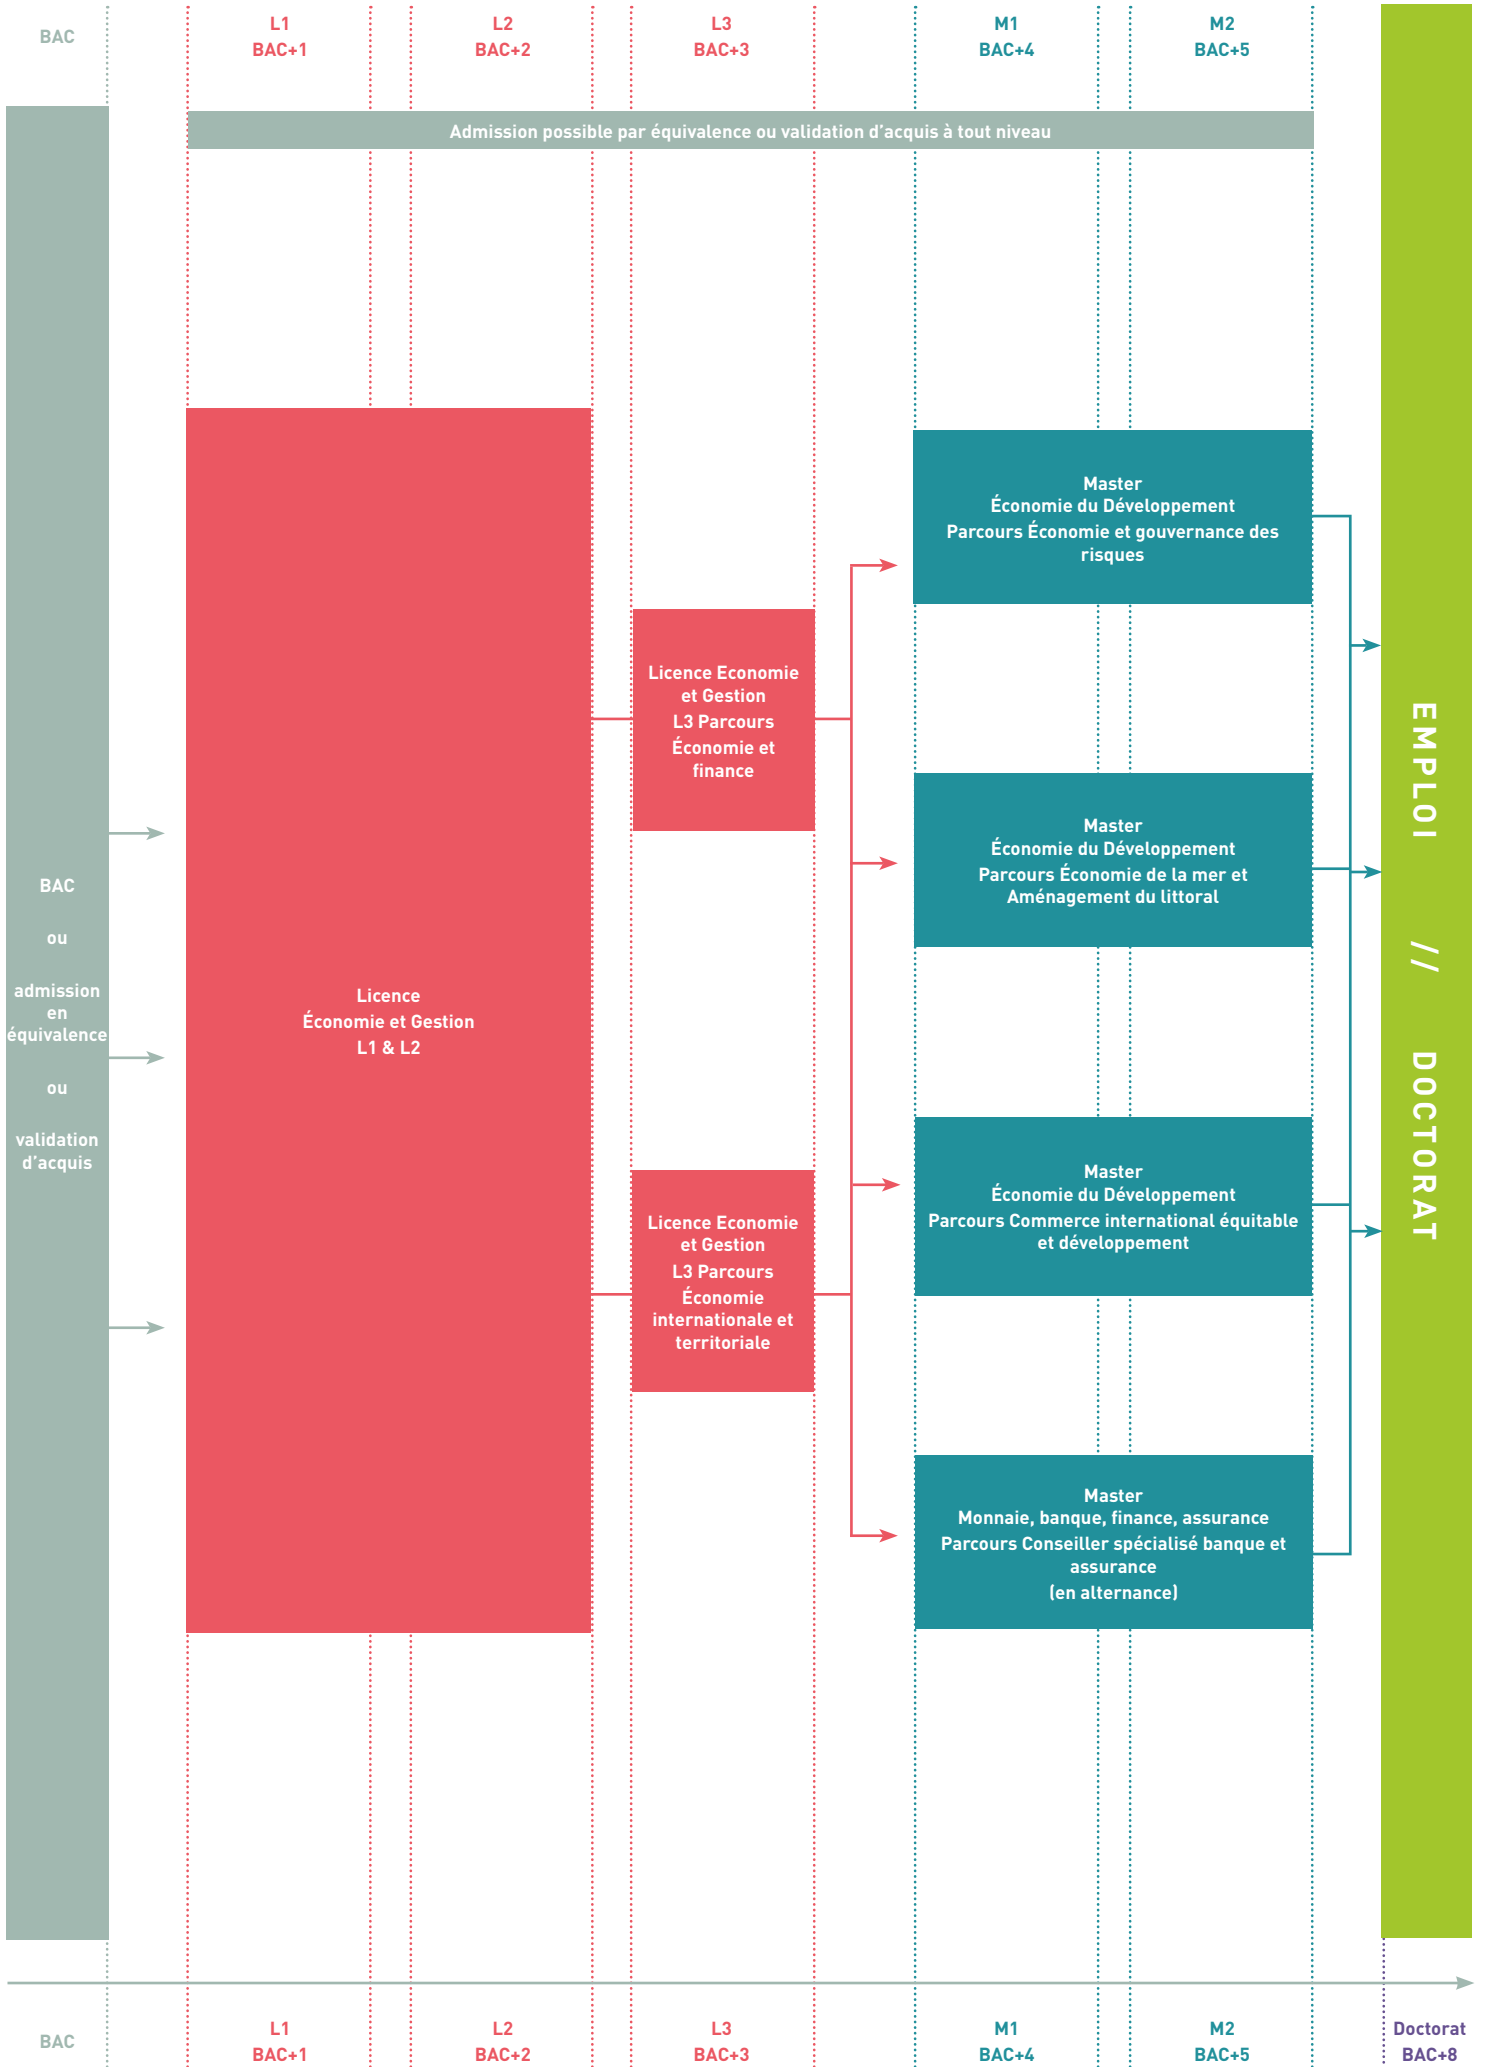 BAC
L1
BAC+1
L2
BAC+2
L3
BAC+3
M1
BAC+4
M2
BAC+5
Admission possible par équivalence ou validation d’acquis à tout niveau
BAC
ou
admission
en
équivalence
ou
validation
d’acquis
Licence
Économie et Gestion
L1 & L2
Licence Economie
et Gestion
L3 Parcours
Économie et
finance
Licence Economie
et Gestion
L3 Parcours
Économie
internationale et
territoriale
Master
Économie du Développement
Parcours Économie et gouvernance des
risques
Master
Économie du Développement
Parcours Économie de la mer et
Aménagement du littoral
Master
Économie du Développement
Parcours Commerce international équitable
et développement
Master
Monnaie, banque, finance, assurance
Parcours Conseiller spécialisé banque et
assurance
(en alternance)
EMPLOI // DOCTORAT
BAC
L1
BAC+1
L2
BAC+2
L3
BAC+3
M1
BAC+4
M2
BAC+5
Doctorat
BAC+8